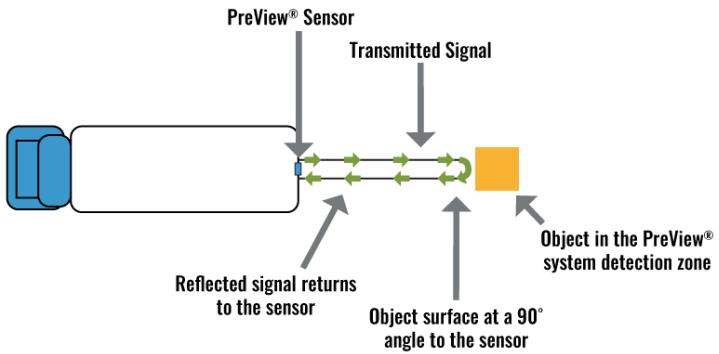 PreView® Sensor
Transmitted Signal
Object in the PreView®
system detection zone
Reflected signal returns
to the sensor
Object surface at a 90°
angle to the sensor